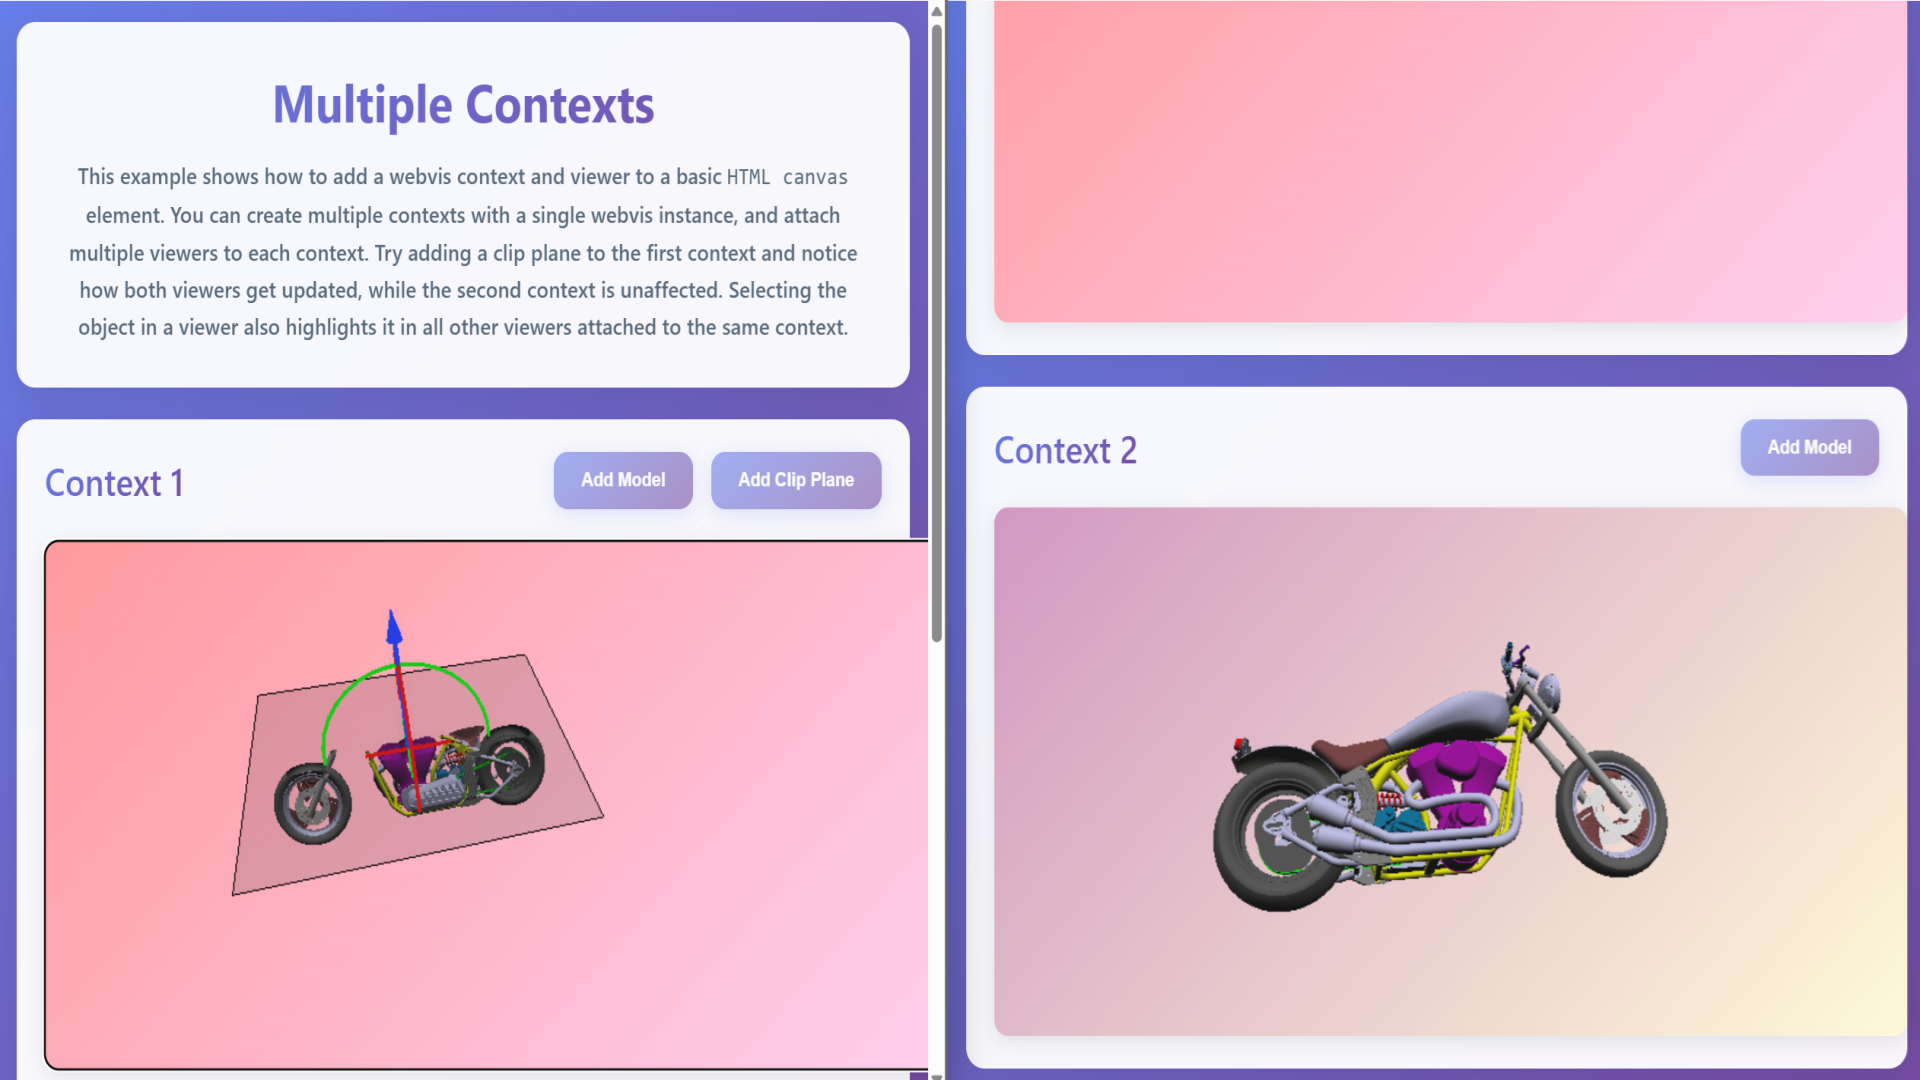 Multiple Contexts
This example shows how to add a webvis context and viewer to a basic HTML canvas
element. You can create multiple contexts with a single webvis instance, and attach
multiple viewers to each context. Try adding a clip plane to the first context and notice
how both viewers get updated, while the second context is unaffected. Selecting the
object in a viewer also highlights it in all other viewers attached to the same context.
Context 1
Add Model
Add Clip Plane
Context 2
Add Model